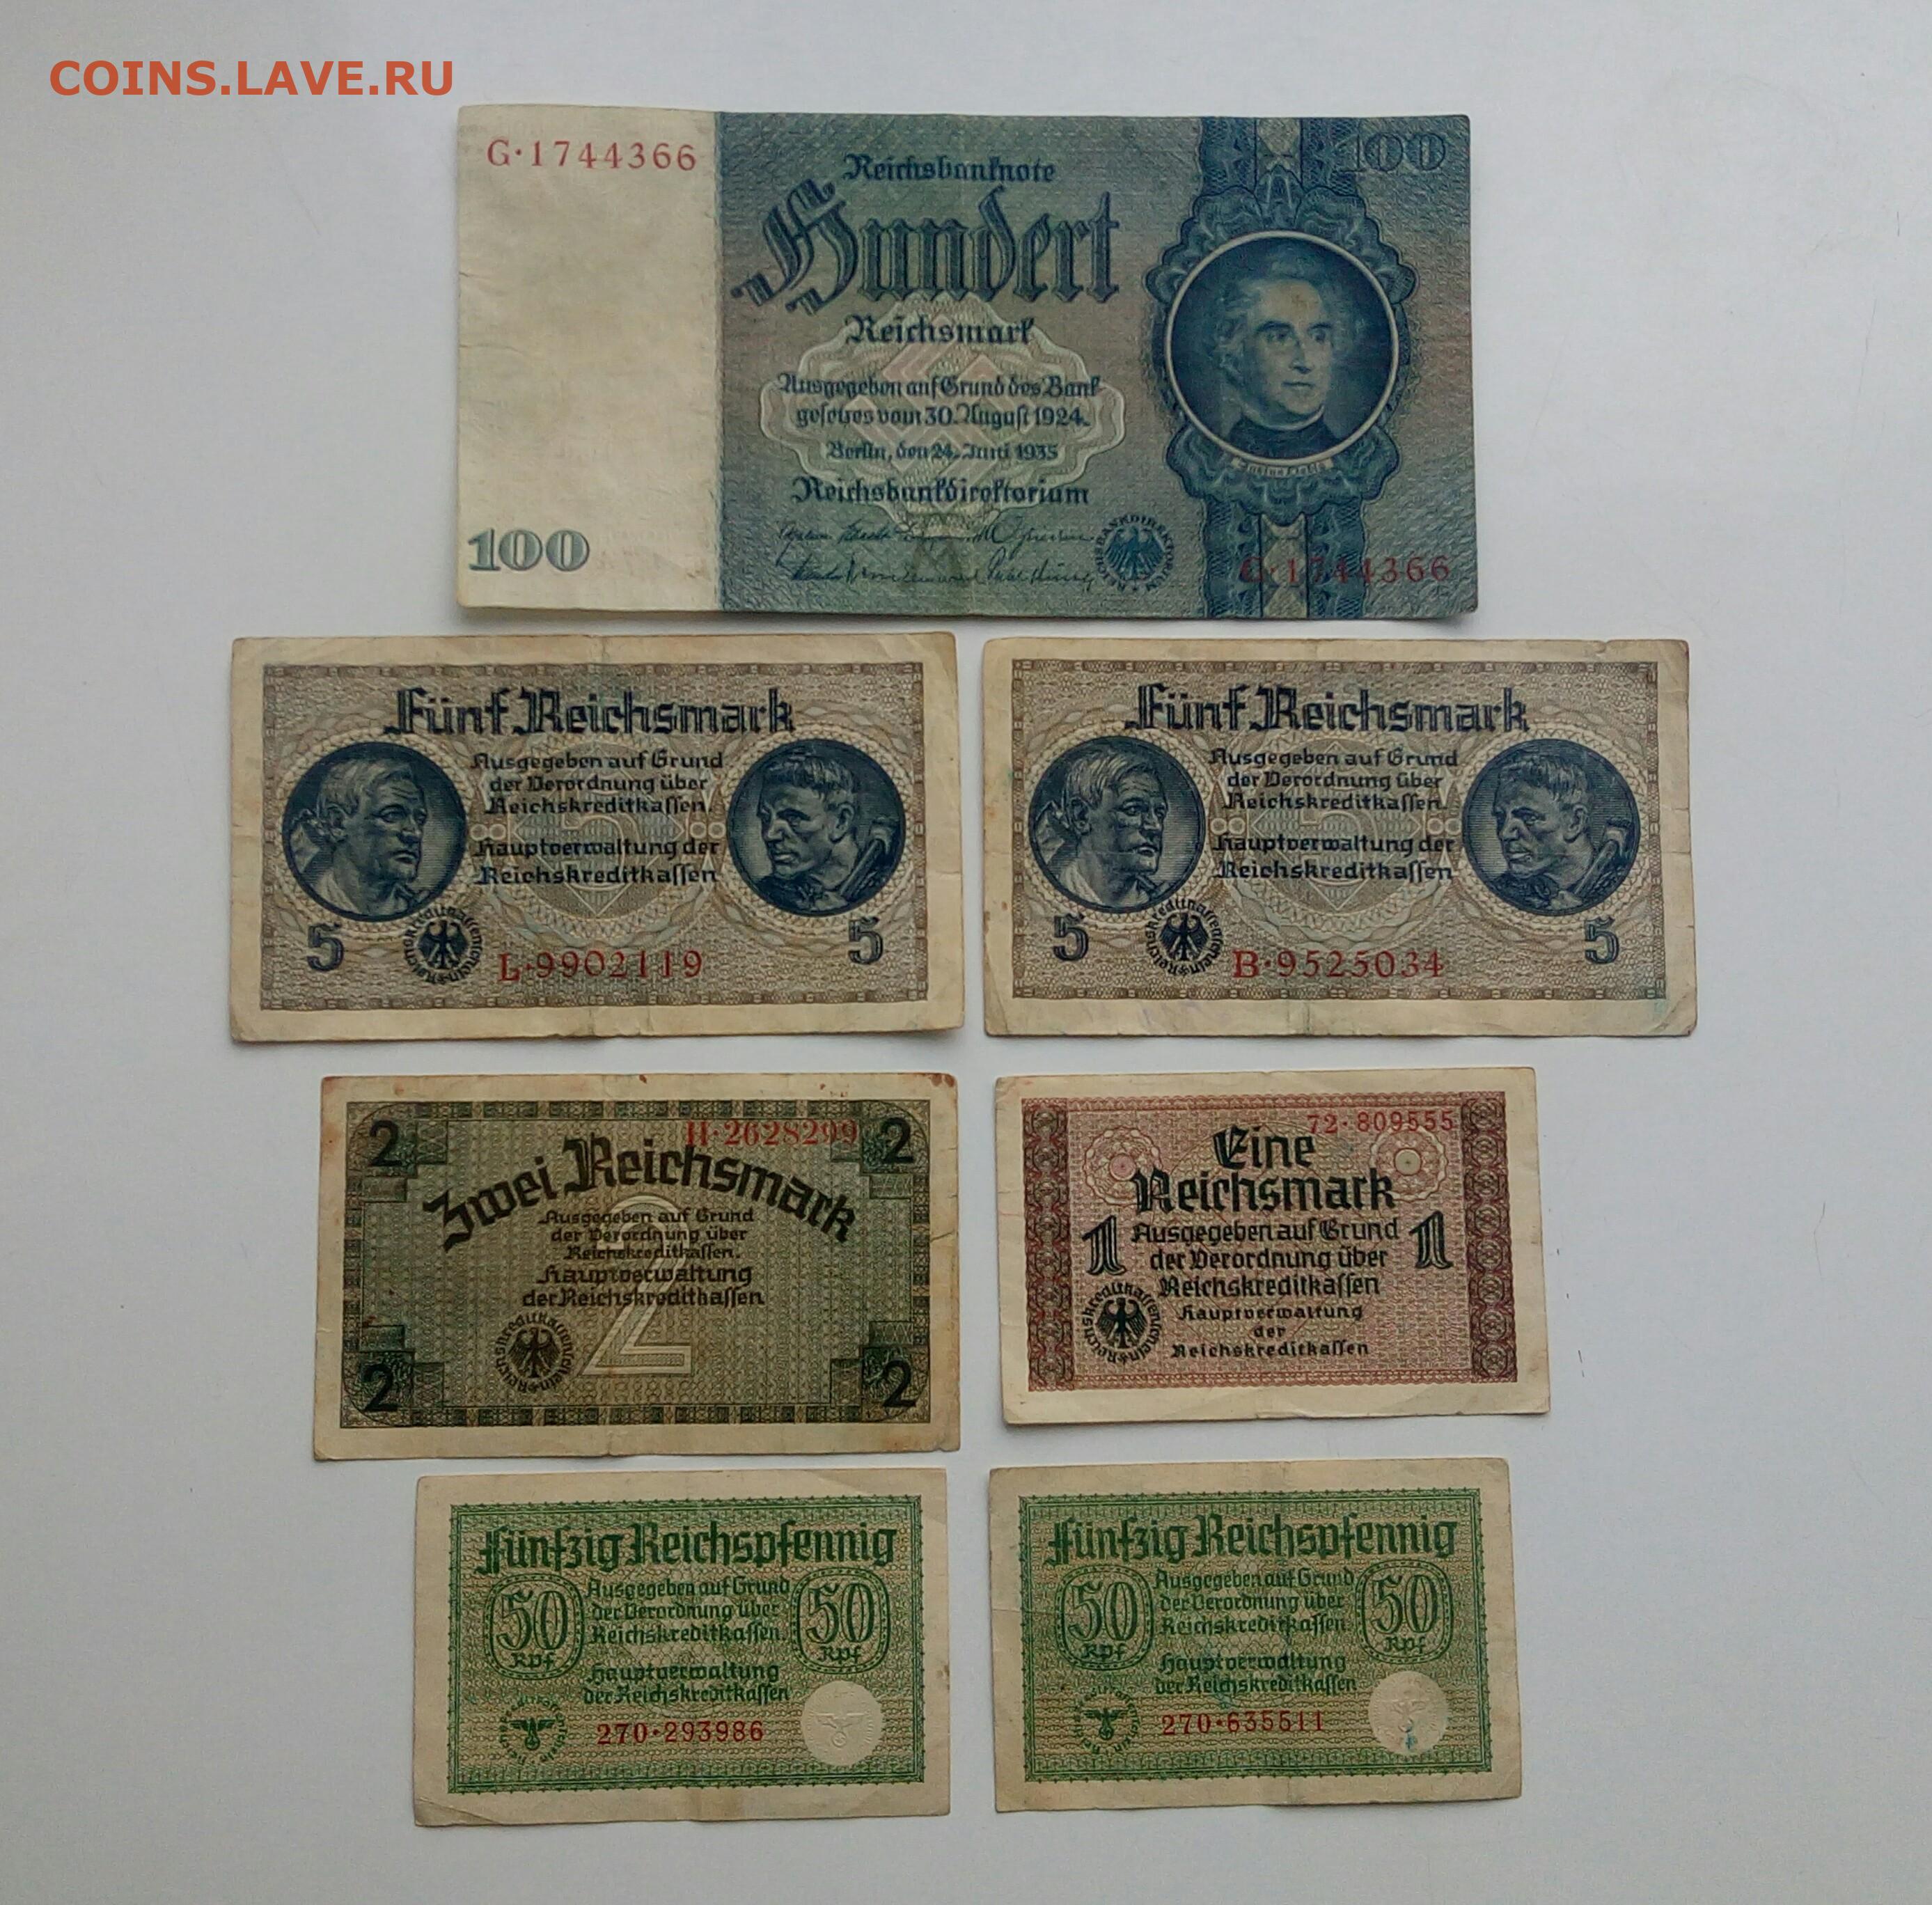 COINS.LAVE.RU
G·1744366
100
Reichsbanknote
Hundert
Reichsmark
Ausgegeben auf Grund des Bank-
gesetzes vom 30. August 1924.
Berlin, den 24. Juni 1935
Reichsbankdirektorium
REICHSBANKDIREKTORIUM
G·1744366
100
Fünf Reichsmark
Ausgegeben auf Grund
der Verordnung über
Reichskreditkassen.
Hauptverwaltung der
Reichskreditkassen
5
5
L·9902119
Fünf Reichsmark
Ausgegeben auf Grund
der Verordnung über
Reichskreditkassen.
Hauptverwaltung der
Reichskreditkassen
5
5
B·9525034
2
H·2628299
2
Zwei Reichsmark
Ausgegeben auf Grund
der Verordnung über
Reichskreditkassen.
Hauptverwaltung
der Reichskreditkassen
2
2
2
72·809555
Eine
Reichsmark
1
Ausgegeben auf Grund
1
der Verordnung über
Reichskreditkassen
Hauptverwaltung
der
Reichskreditkassen
Fünfzig Reichspfennig
50
Rpf
Ausgegeben auf Grund
der Verordnung über
Reichskreditkassen.
50
Rpf
Hauptverwaltung
der Reichskreditkassen
270·293986
Fünfzig Reichspfennig
50
Rpf
Ausgegeben auf Grund
der Verordnung über
Reichskreditkassen.
50
Rpf
Hauptverwaltung
der Reichskreditkassen
270·635511